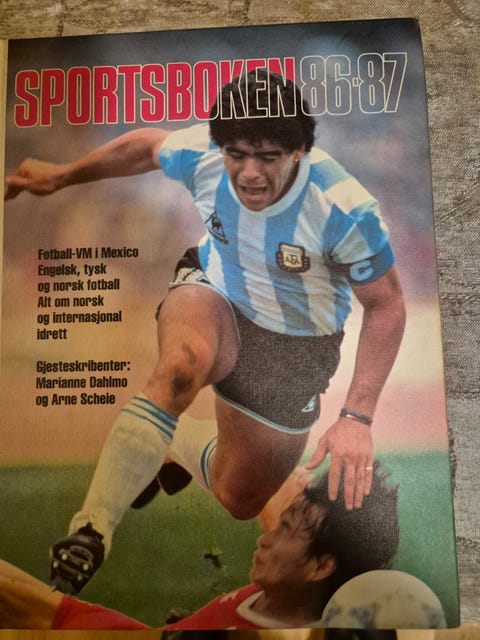 SPORTSBOKEN 86-87
Fotball-VM i Mexico
Engelsk, tysk
og norsk fotball
Alt om norsk
og internasjonal
idrett
Gjesteskribenter:
Marianne Dahlmo
og Arne Scheie
AFA
C